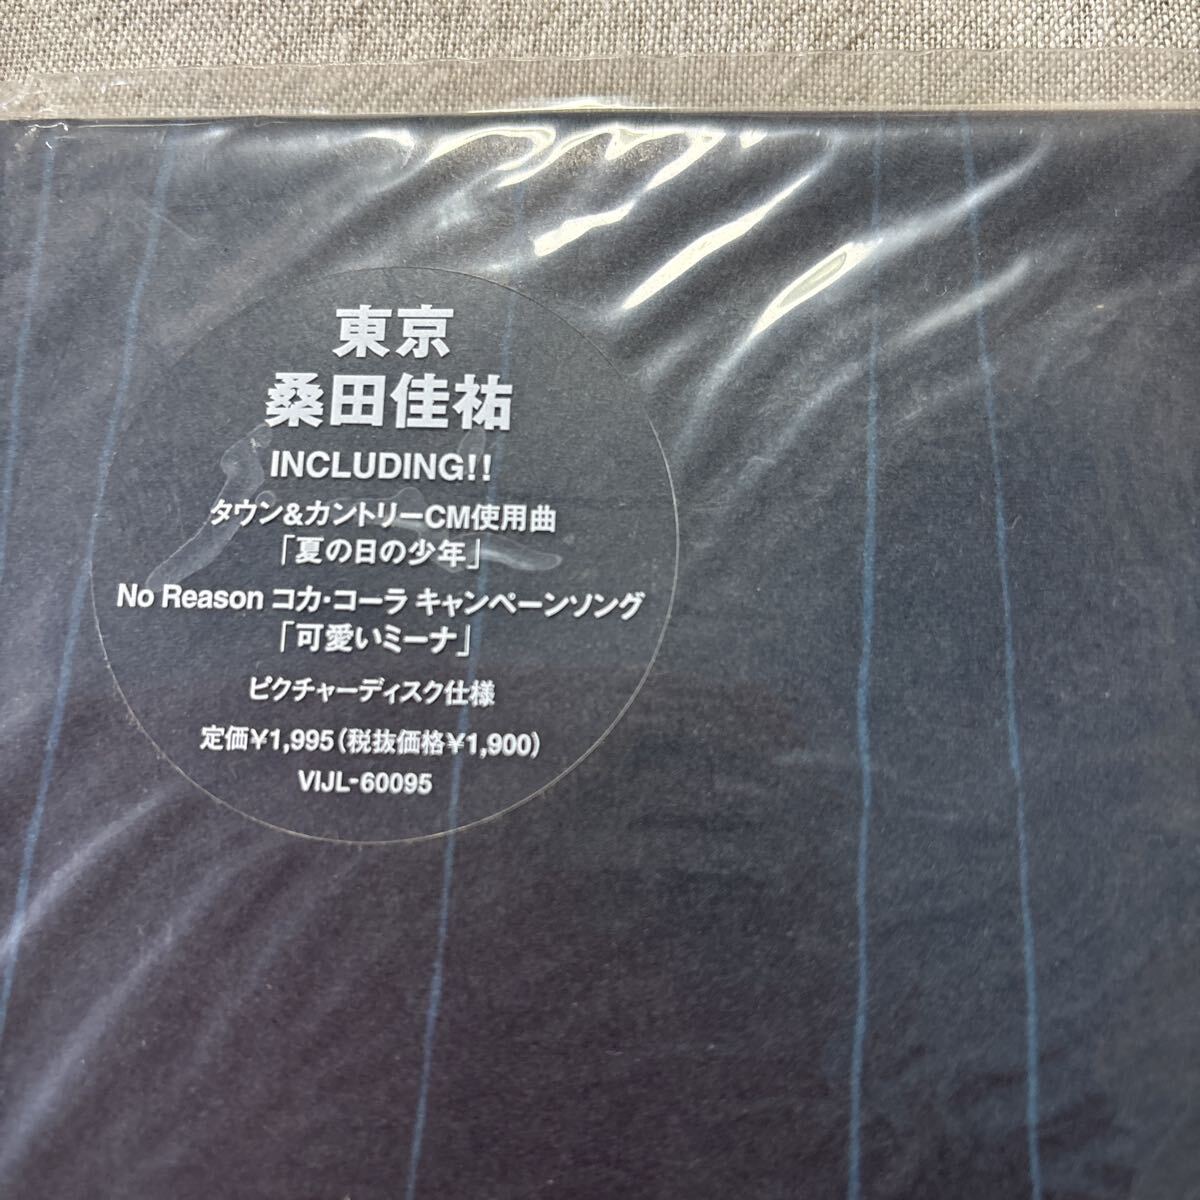 東京
桑田佳祐
INCLUDING!!
タウン&カントリーCM使用曲
「夏の日の少年」
No Reason コカ・コーラ キャンペーンソング
「可愛いミーナ」
ピクチャーディスク仕様
定価¥1,995(税抜価格¥1,900)
VIJL-60095